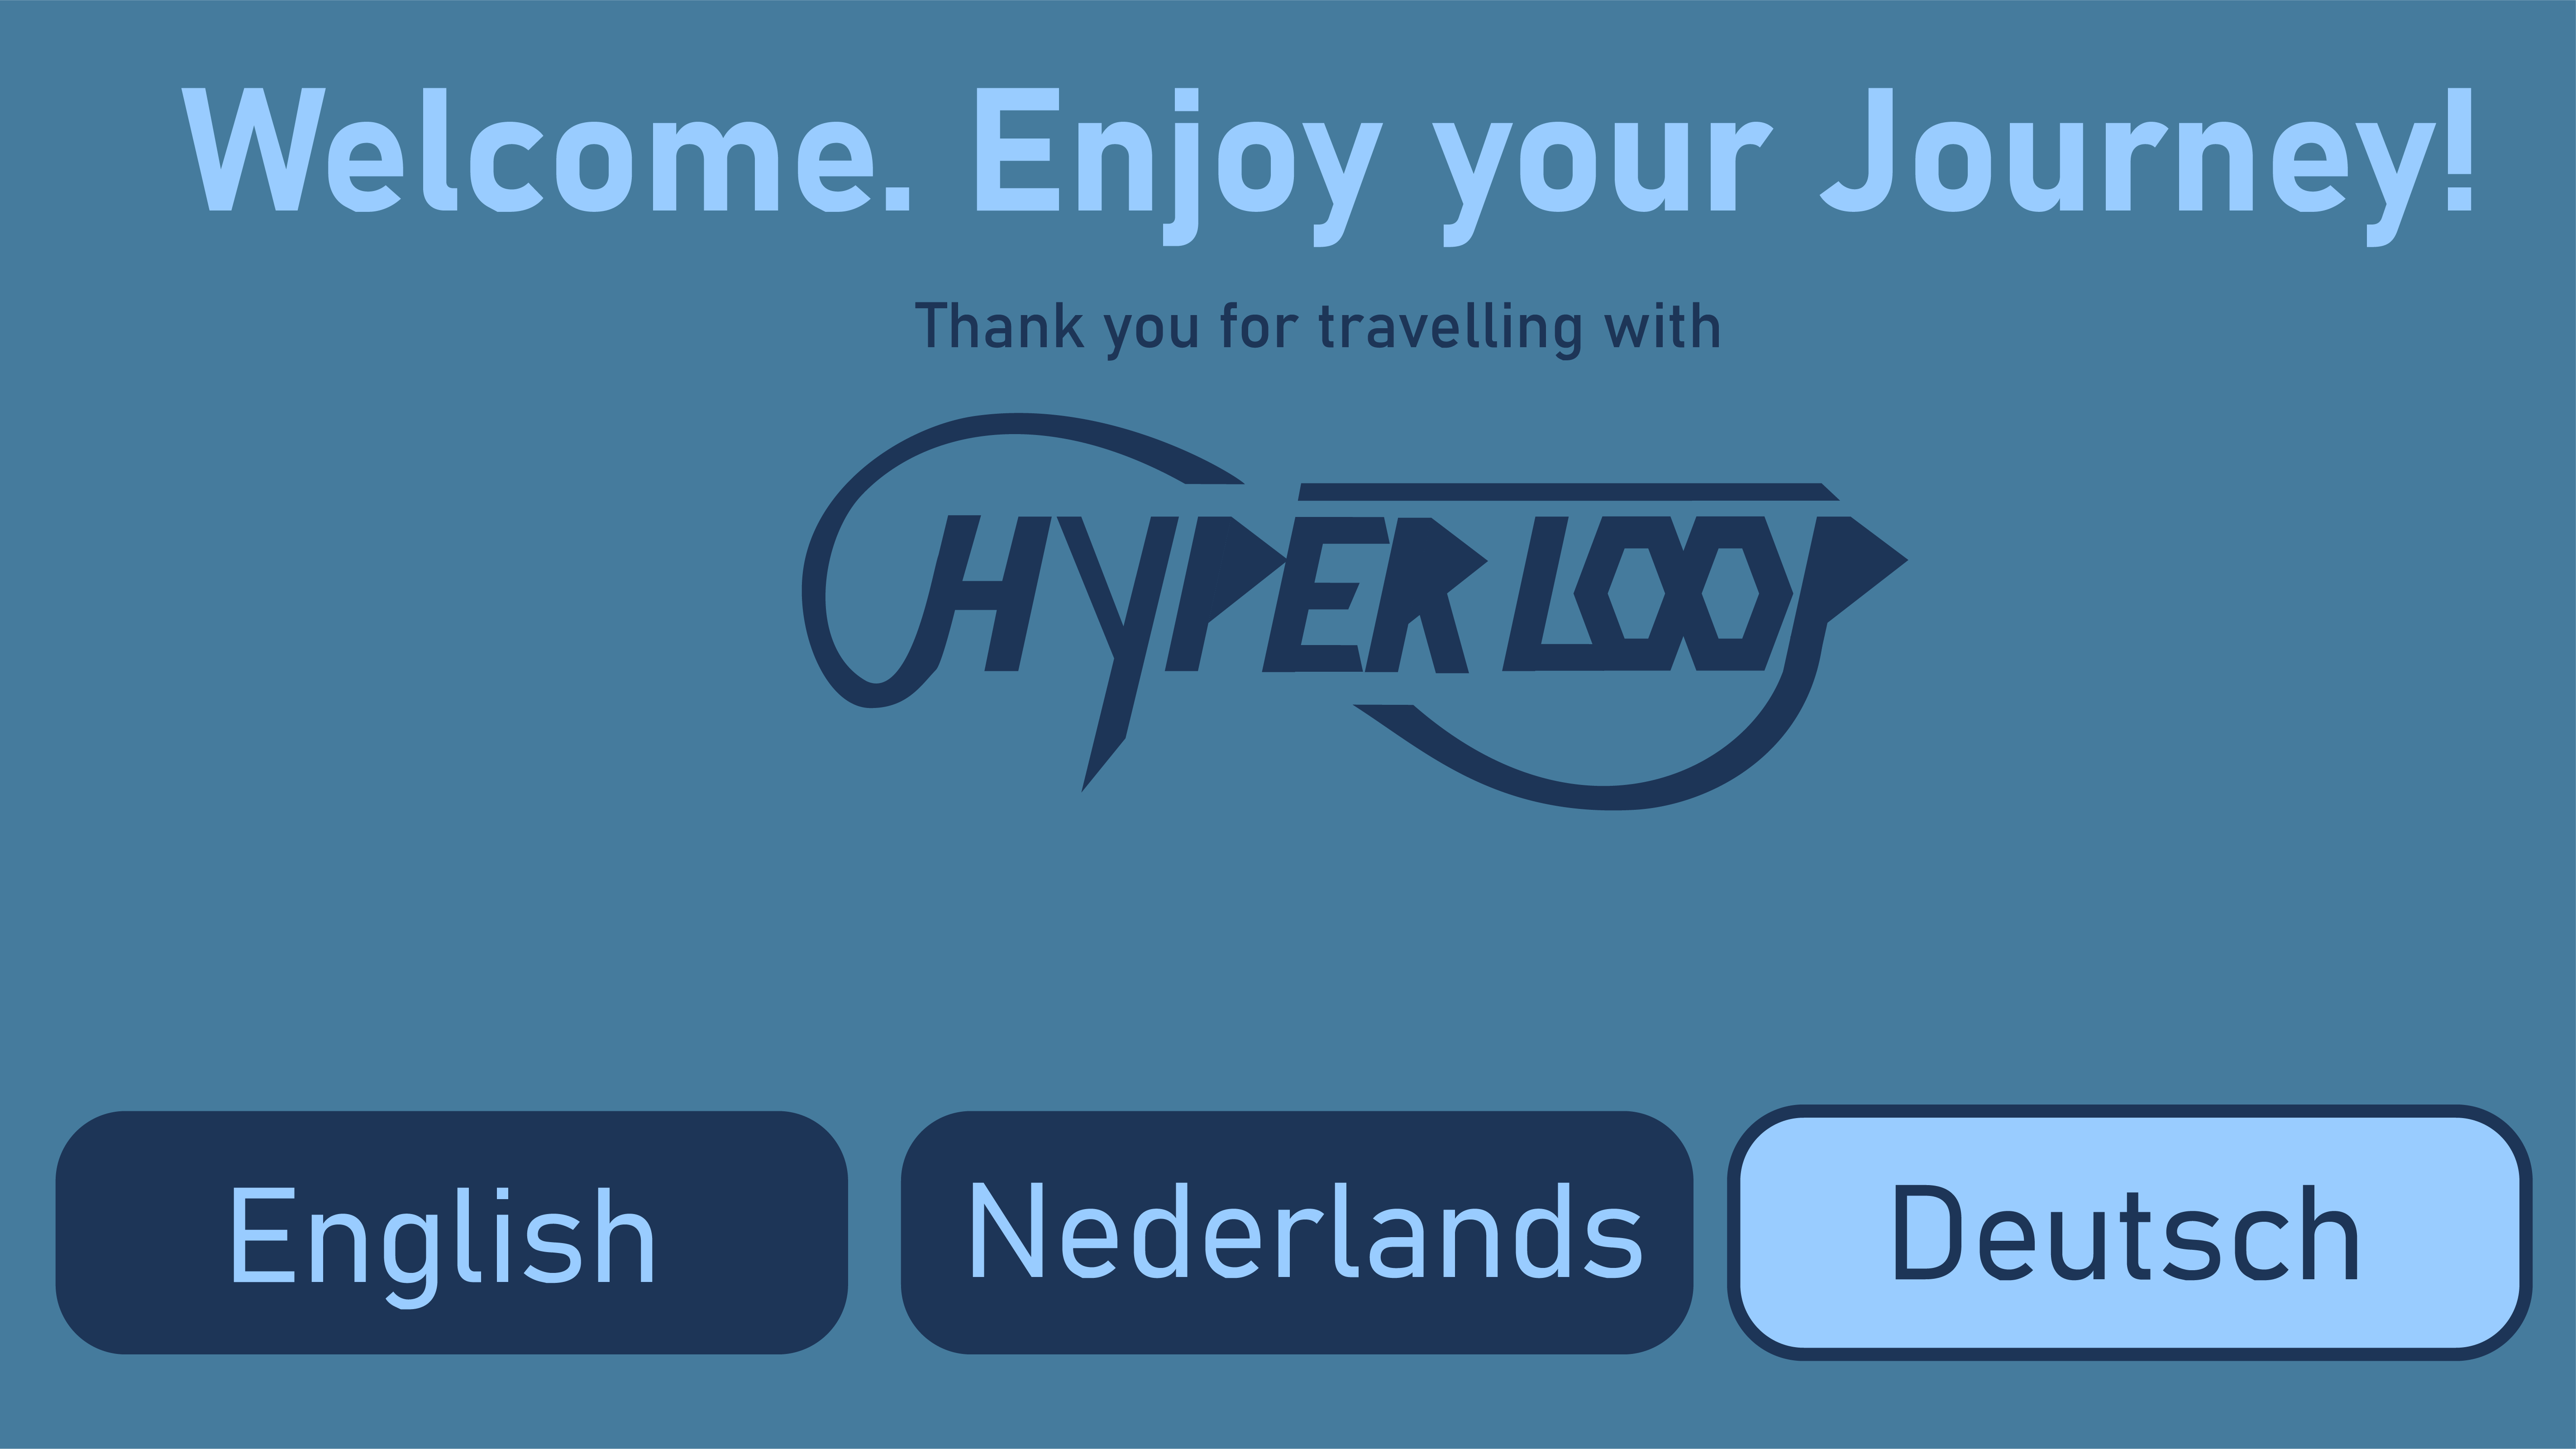 Welcome. Enjoy your Journey!
Thank you for travelling with
HYPERLOOP
English
Nederlands
Deutsch